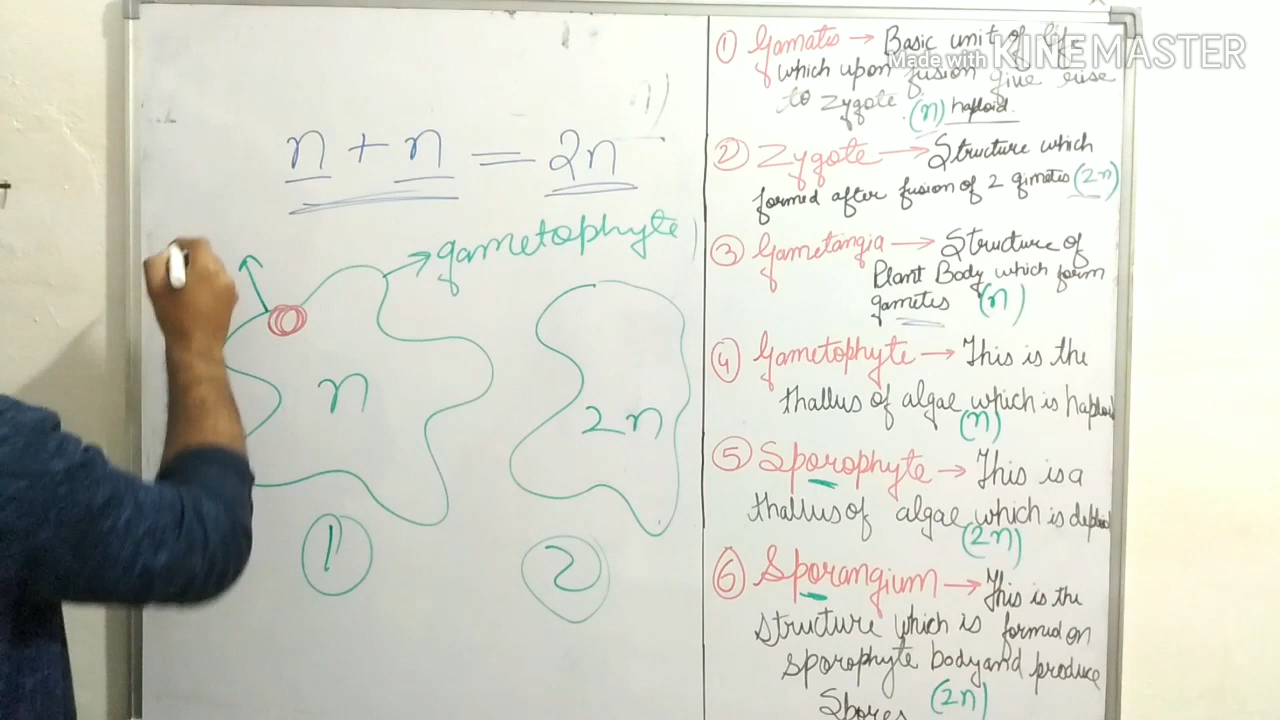 n + n = 2n
gametophyte
n
2n
1
2
① Gamatis → Basic unit of life
Made with KINEMASTER
which upon fusion give rise
to zygote. (n) haploid.
② Zygote → Structure which
formed after fusion of 2 gimatis (2n)
③ Gametangia → Structure of
Plant Body which form
gametes (n)
④ Gametophyte → This is the
thallus of algae which is haploid
(n)
⑤ Sporophyte → This is a
thallus of algae which is diploid
(2n)
⑥ Sporangium → This is the
structure which is formed on
sporophyte body and produce
Spores (2n)